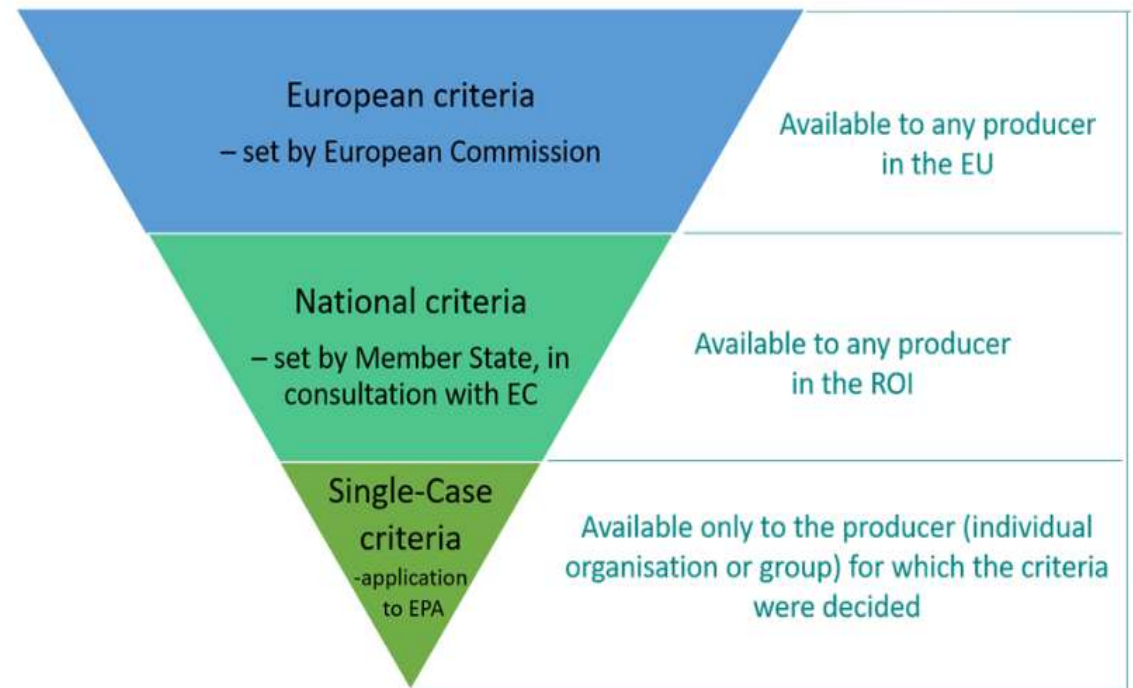 European criteria
– set by European Commission
Available to any producer
in the EU
National criteria
– set by Member State, in
consultation with EC
Available to any producer
in the ROI
Single-Case
criteria
-application
to EPA
Available only to the producer (individual
organisation or group) for which the criteria
were decided